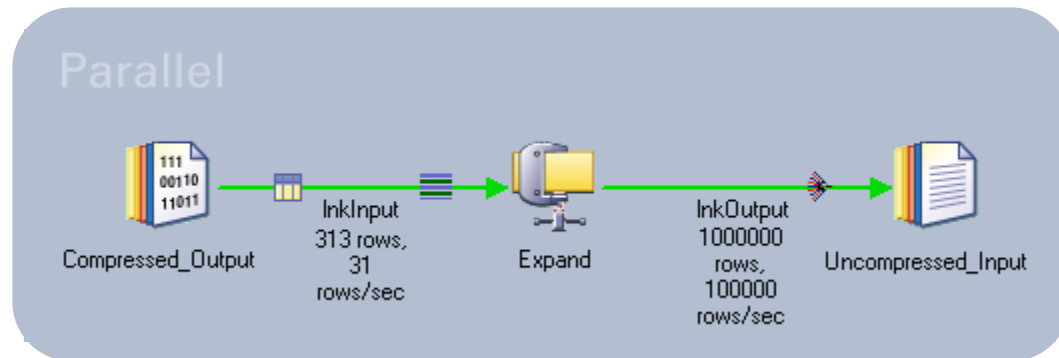 Parallel
111
00110
11011
lnkInput
313 rows,
31
rows/sec
lnkOutput
1000000
rows,
100000
rows/sec
Compressed_Output
Expand
Uncompressed_Input